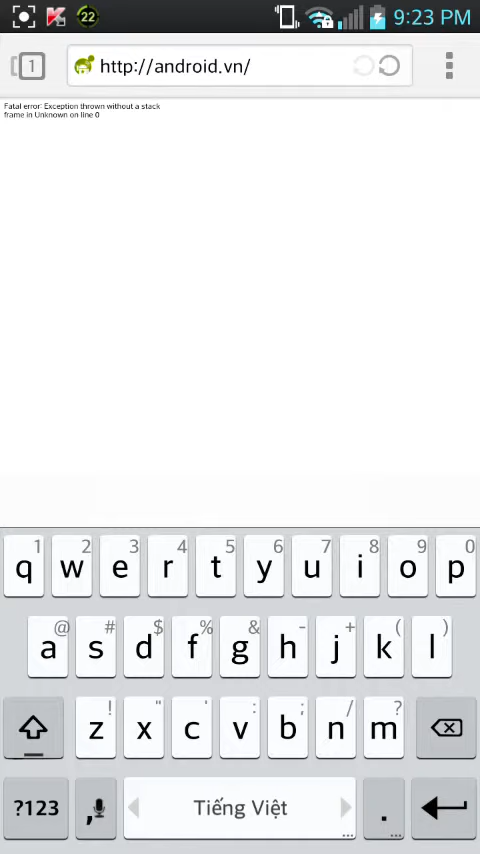 22 9:23 PM
1 http://android.vn/
Fatal error: Exception thrown without a stack
frame in Unknown on line 0
1 2 3 4 5 6 7 8 9 0
q w e r t y u i o p
@ # $ % & - + ( )
a s d f g h j k l
! " ' : ; / ?
z x c v b n m
?123 , Tiếng Việt . 
... ...